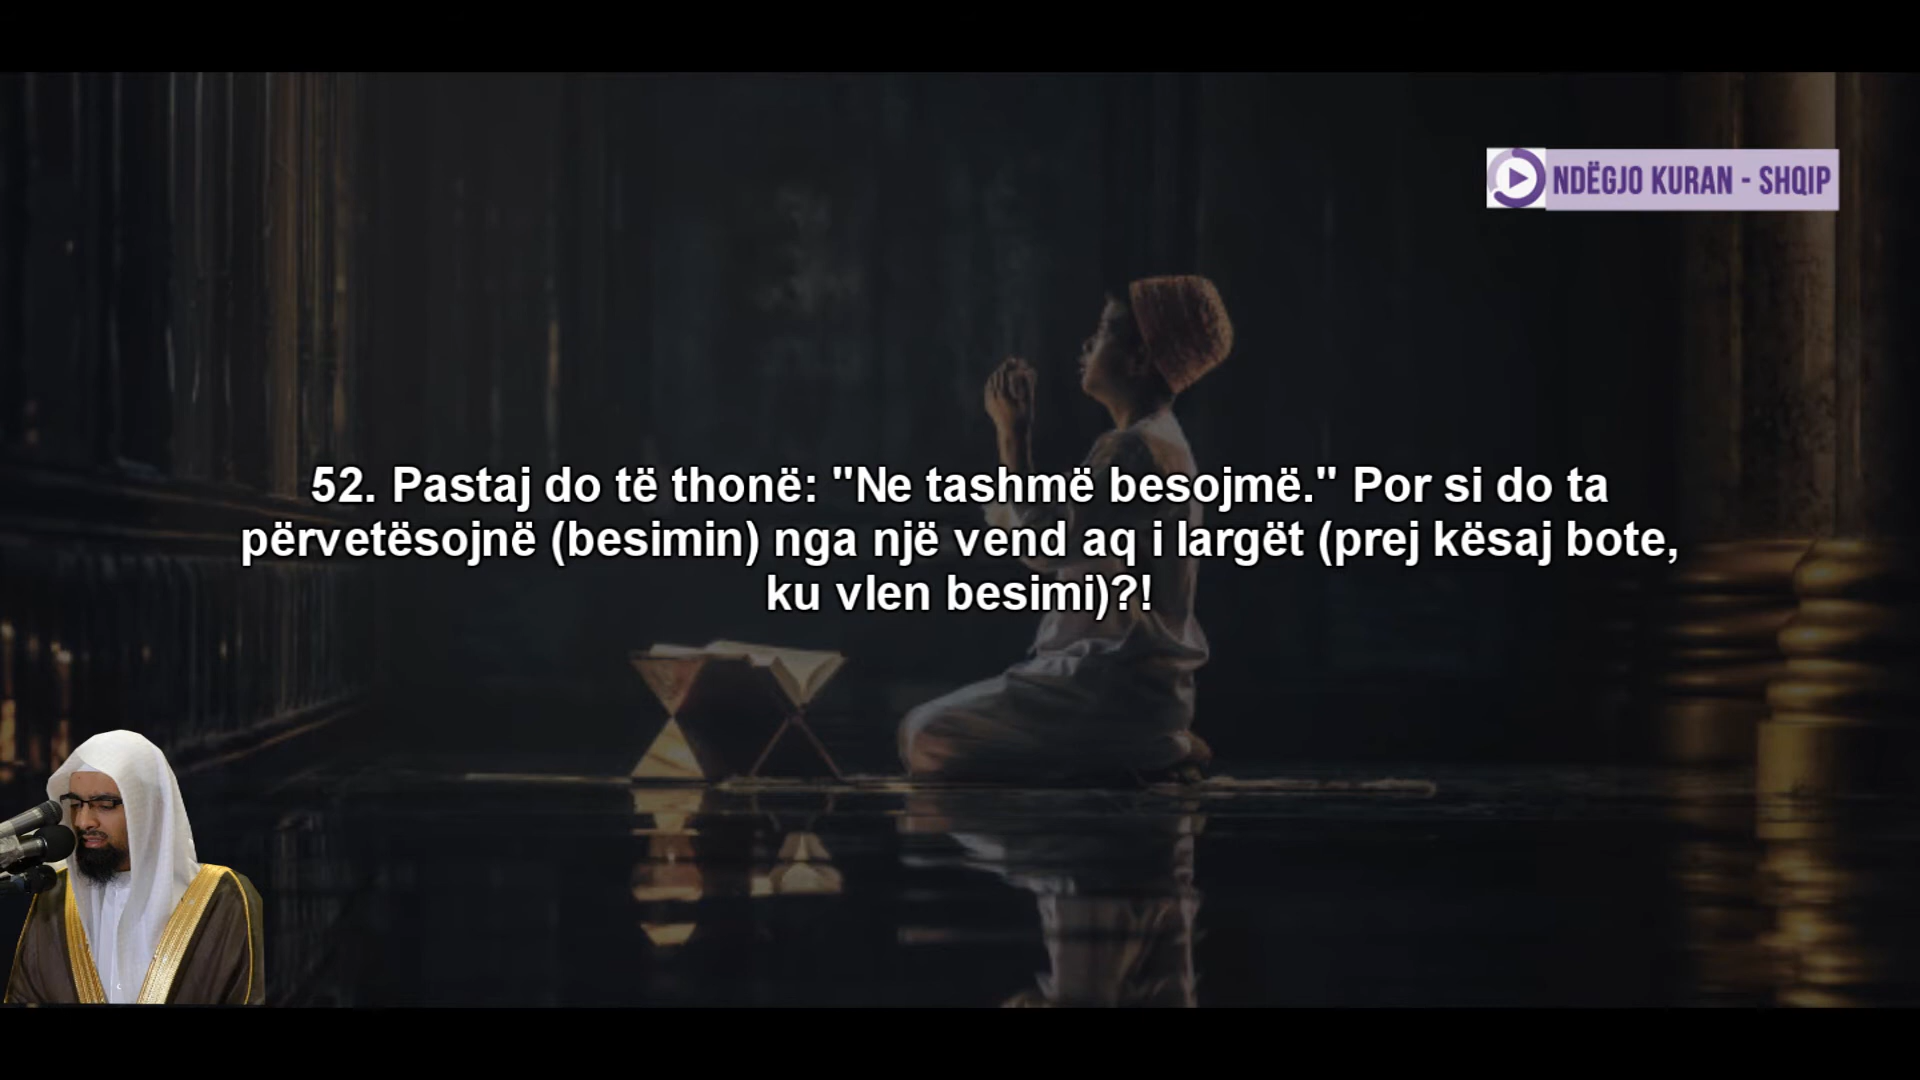 NDËGJO KURAN - SHQIP
52. Pastaj do të thonë: "Ne tashmë besojmë." Por si do ta
përvetësojnë (besimin) nga një vend aq i largët (prej kësaj bote,
ku vlen besimi)?!